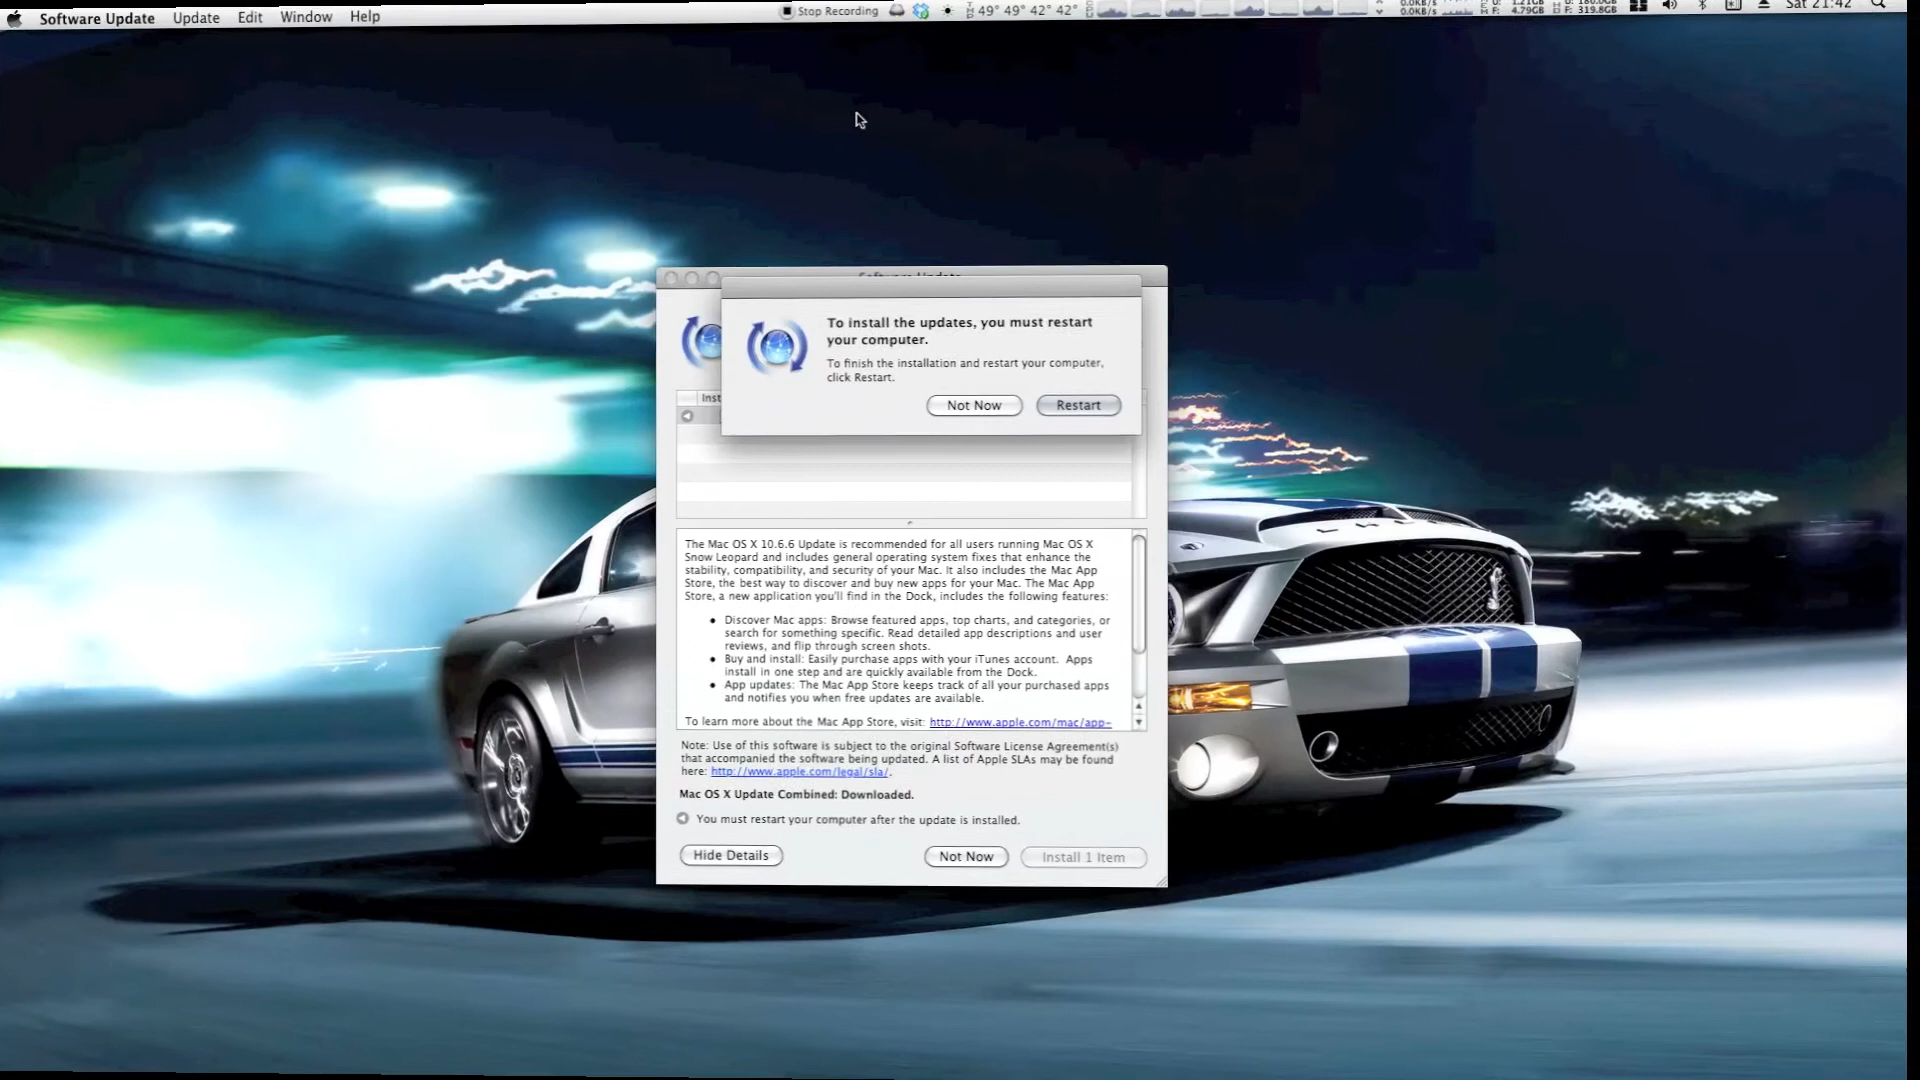 Software Update Update Edit Window Help
Stop Recording 49° 49° 42° 42° 0.0KB/s 0.0KB/s 4.79GB F: 319.8GB Sat 21:42
Software Update
To install the updates, you must restart
your computer.
To finish the installation and restart your computer,
click Restart.
Not Now Restart
Inst
The Mac OS X 10.6.6 Update is recommended for all users running Mac OS X
Snow Leopard and includes general operating system fixes that enhance the
stability, compatibility, and security of your Mac. It also includes the Mac App
Store, the best way to discover and buy new apps for your Mac. The Mac App
Store, a new application you'll find in the Dock, includes the following features:
• Discover Mac apps: Browse featured apps, top charts, and categories, or
search for something specific. Read detailed app descriptions and user
reviews, and flip through screen shots.
• Buy and install: Easily purchase apps with your iTunes account. Apps
install in one step and are quickly available from the Dock.
• App updates: The Mac App Store keeps track of all your purchased apps
and notifies you when free updates are available.
To learn more about the Mac App Store, visit: http://www.apple.com/mac/app-
Note: Use of this software is subject to the original Software License Agreement(s)
that accompanied the software being updated. A list of Apple SLAs may be found
here: http://www.apple.com/legal/sla/.
Mac OS X Update Combined: Downloaded.
You must restart your computer after the update is installed.
Hide Details Not Now Install 1 Item